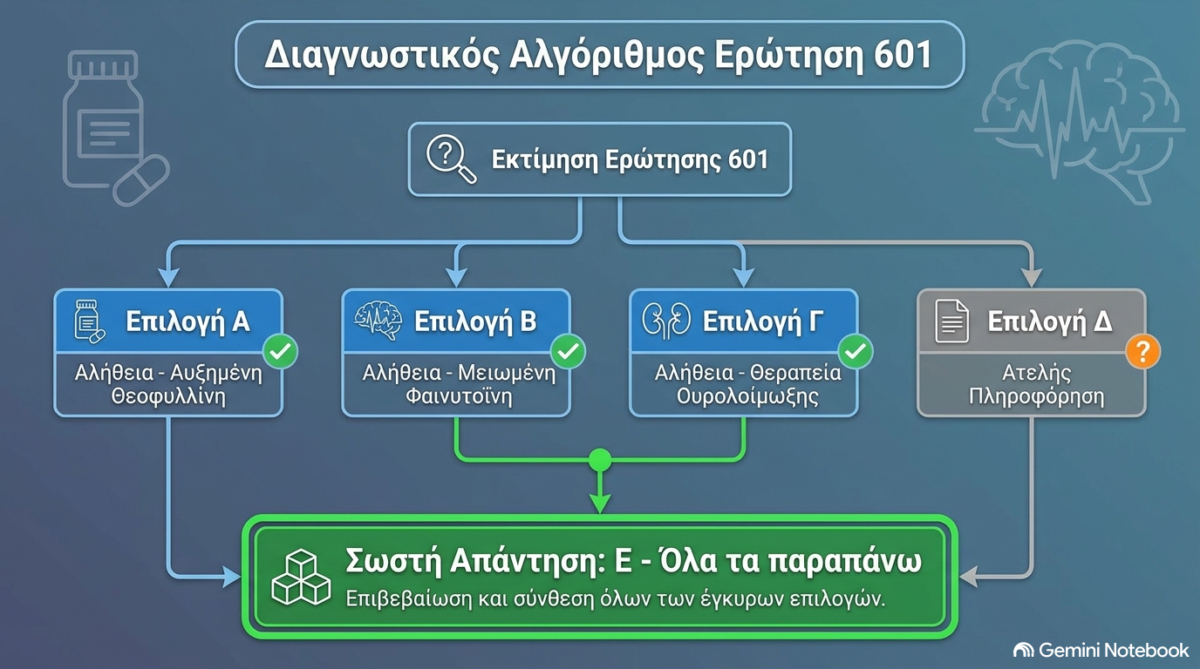 Διαγνωστικός Αλγόριθμος Ερώτηση 601
Εκτίμηση Ερώτησης 601
Επιλογή Α
Αλήθεια - Αυξημένη
Θεοφυλλίνη
Επιλογή Β
Αλήθεια - Μειωμένη
Φαινυτοΐνη
Επιλογή Γ
Αλήθεια - Θεραπεία
Ουρολοίμωξης
Επιλογή Δ
Ατελής
Πληροφόρηση
?
Σωστή Απάντηση: Ε - Όλα τα παραπάνω
Επιβεβαίωση και σύνθεση όλων των έγκυρων επιλογών.
Gemini Notebook